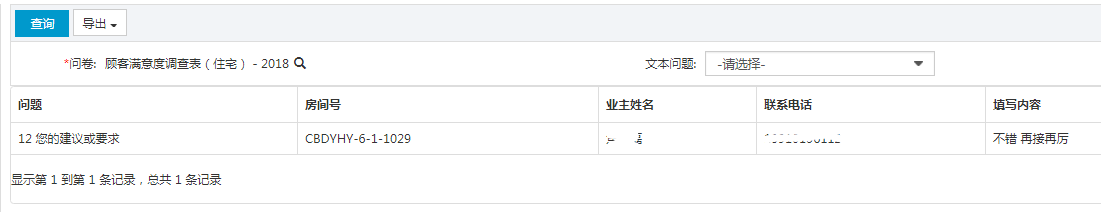 查询 导出
*问卷: 顾客满意度调查表（住宅） - 2018 文本问题: -请选择-
问题 房间号 业主姓名 联系电话 填写内容
12 您的建议或要求 CBDYHY-6-1-1029 不错 再接再厉
显示第 1 到第 1 条记录，总共 1 条记录